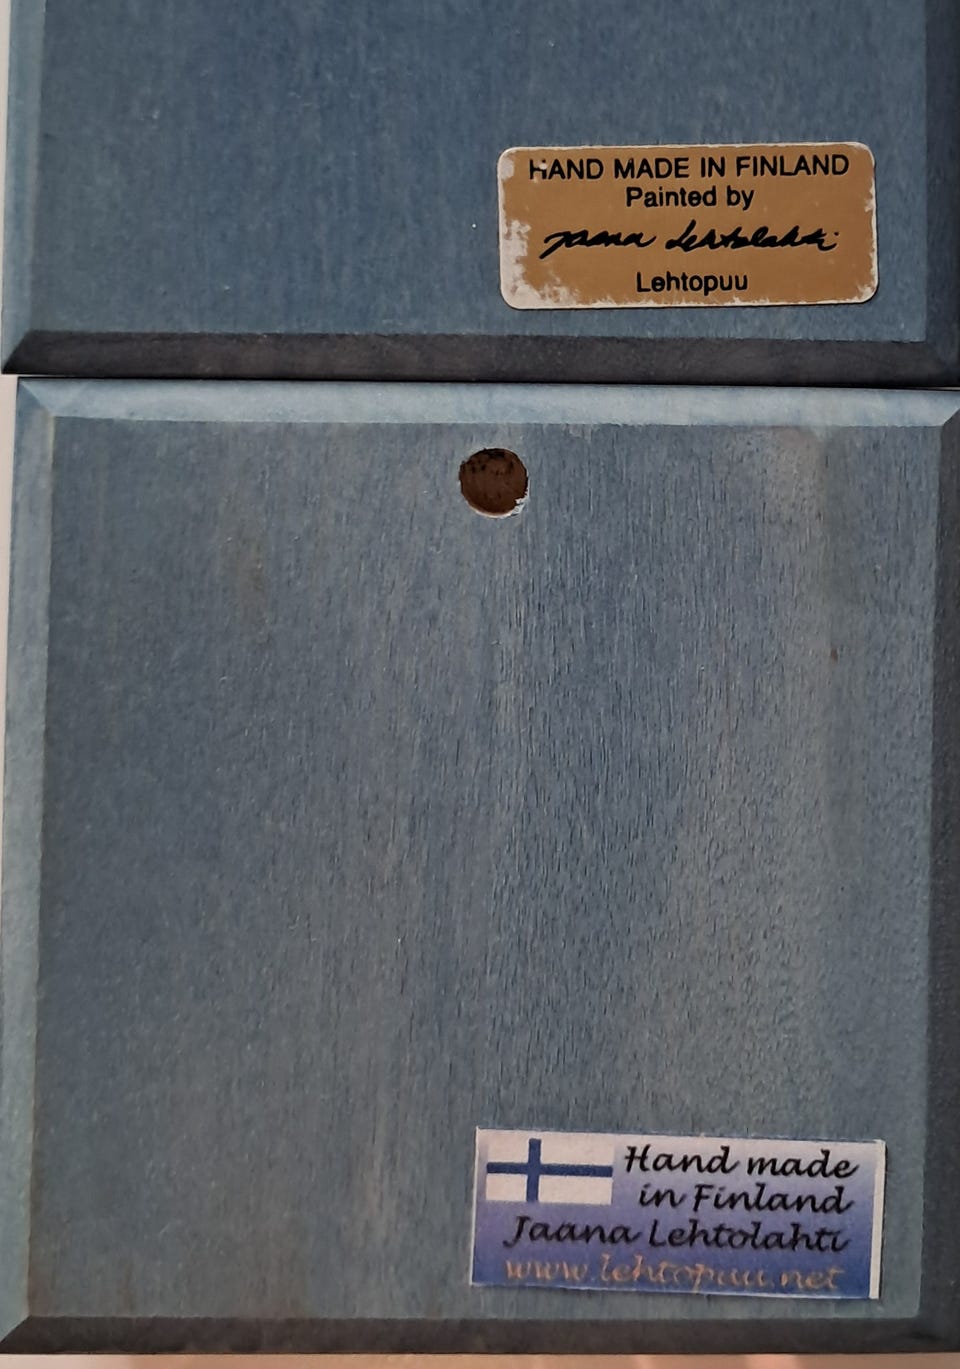 HAND MADE IN FINLAND
Painted by
Jaana Lehtolahti
Lehtopuu
Hand made
in Finland
Jaana Lehtolahti
www.lehtopuu.net